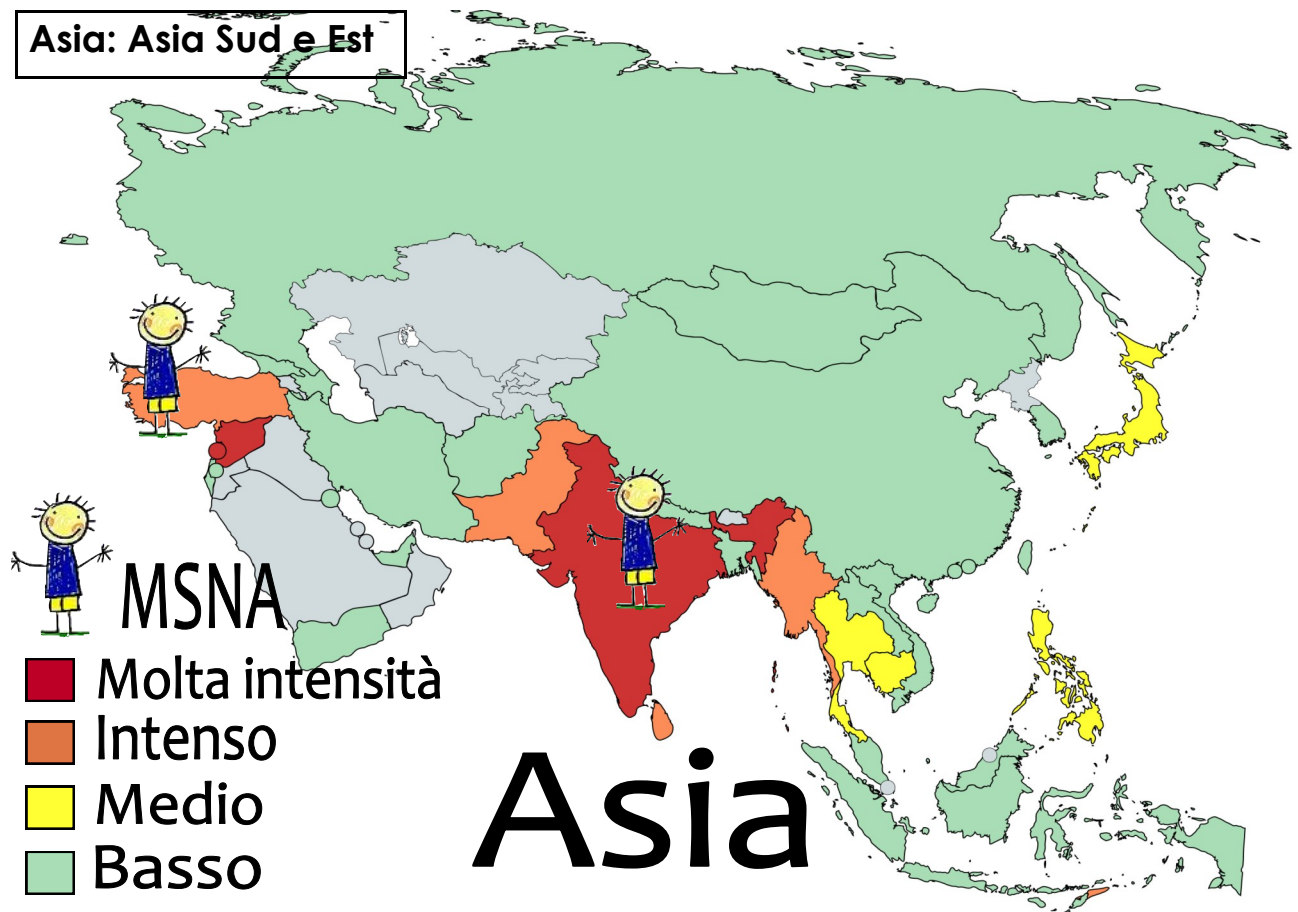 Asia: Asia Sud e Est
MSNA
Molta intensità
Intenso
Medio
Basso
Asia